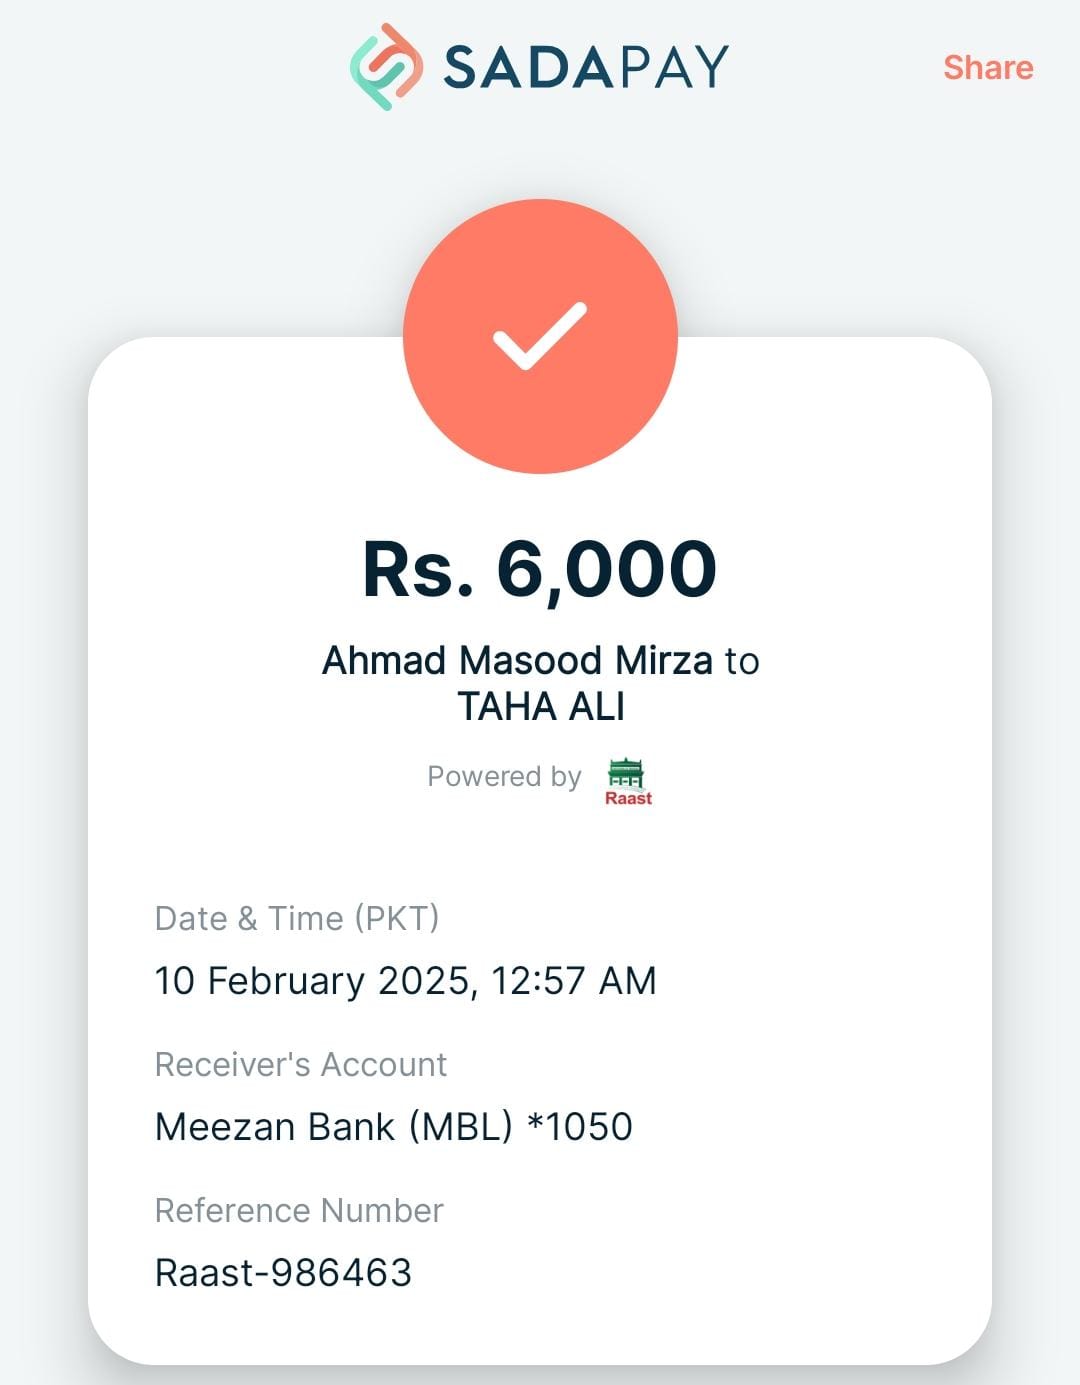 SADAPAY
Share
Rs. 6,000
Ahmad Masood Mirza to
TAHA ALI
Powered by Raast
Date & Time (PKT)
10 February 2025, 12:57 AM
Receiver's Account
Meezan Bank (MBL) *1050
Reference Number
Raast-986463